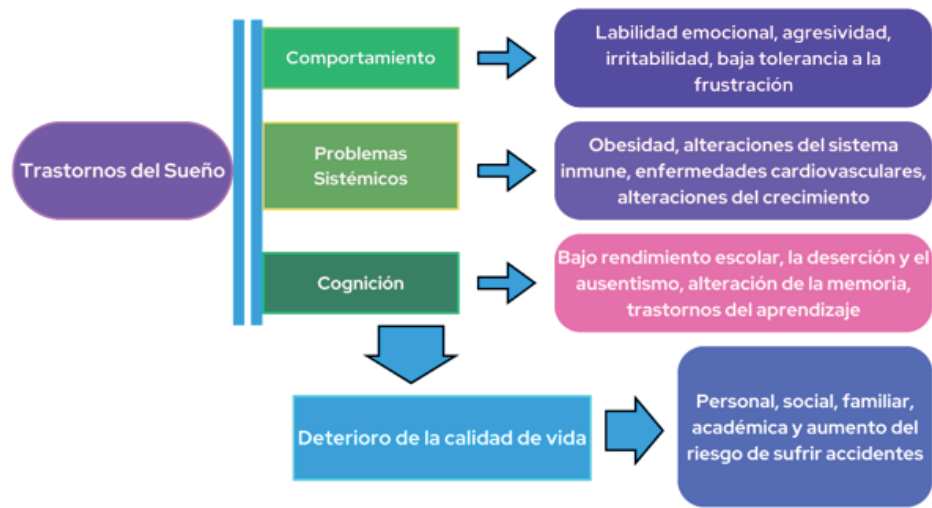 Trastornos del Sueño
Comportamiento
Labilidad emocional, agresividad,
irritabilidad, baja tolerancia a la
frustración
Problemas
Sistémicos
Obesidad, alteraciones del sistema
inmune, enfermedades cardiovasculares,
alteraciones del crecimiento
Cognición
Bajo rendimiento escolar, la deserción y el
ausentismo, alteración de la memoria,
trastornos del aprendizaje
Deterioro de la calidad de vida
Personal, social, familiar,
académica y aumento del
riesgo de sufrir accidentes